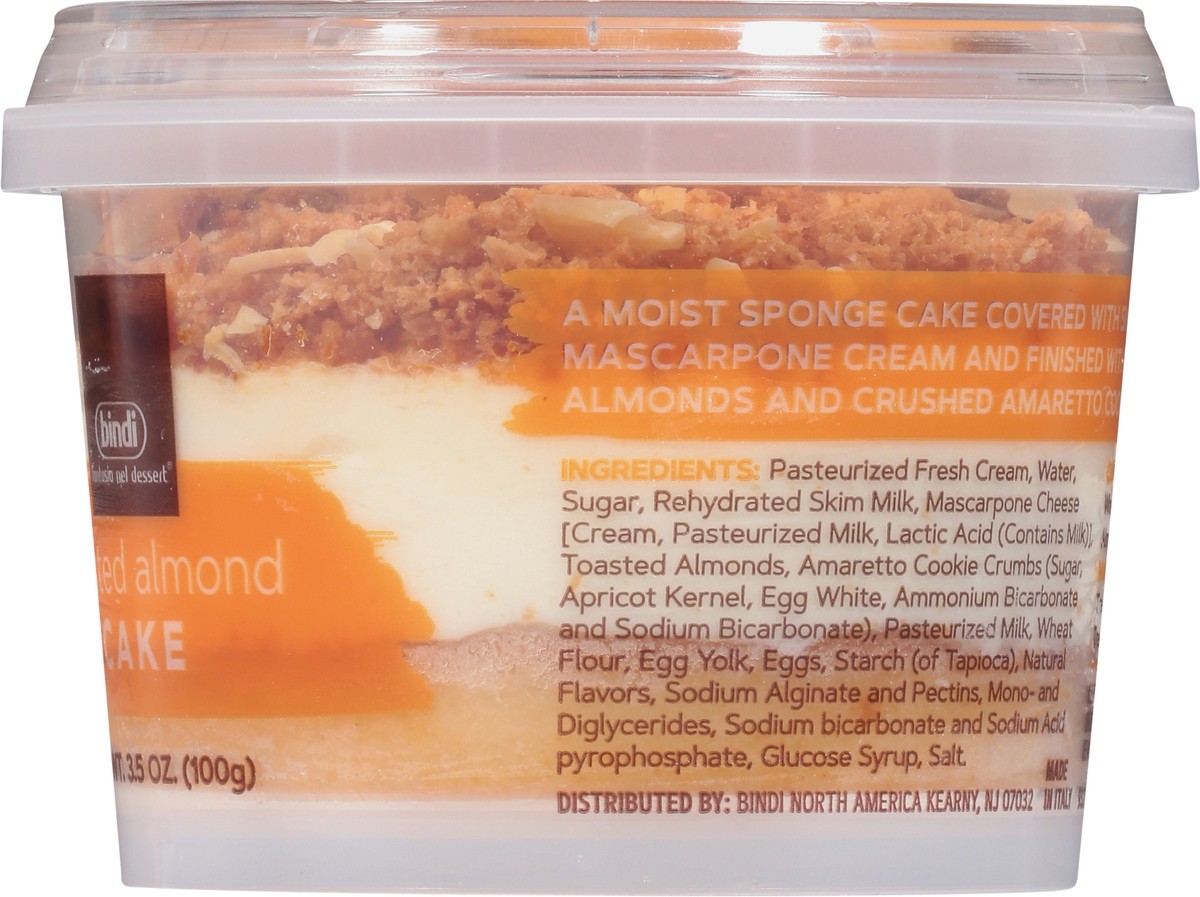 A MOIST SPONGE CAKE COVERED WITH
MASCARPONE CREAM AND FINISHED
ALMONDS AND CRUSHED AMARETTO
bindi
nel dessert®
almond
CAKE
3.5 OZ. (100g)
INGREDIENTS: Pasteurized Fresh Cream, Water,
Sugar, Rehydrated Skim Milk, Mascarpone Cheese
[Cream, Pasteurized Milk, Lactic Acid (Contains Milk)],
Toasted Almonds, Amaretto Cookie Crumbs (Sugar,
Apricot Kernel, Egg White, Ammonium Bicarbonate
and Sodium Bicarbonate), Pasteurized Milk, Wheat
Flour, Egg Yolk, Eggs, Starch (of Tapioca), Natural
Flavors, Sodium Alginate and Pectins, Mono- and
Diglycerides, Sodium bicarbonate and Sodium Acid
pyrophosphate, Glucose Syrup, Salt.
DISTRIBUTED BY: BINDI NORTH AMERICA KEARNY, NJ 07032
MADE
IN ITALY